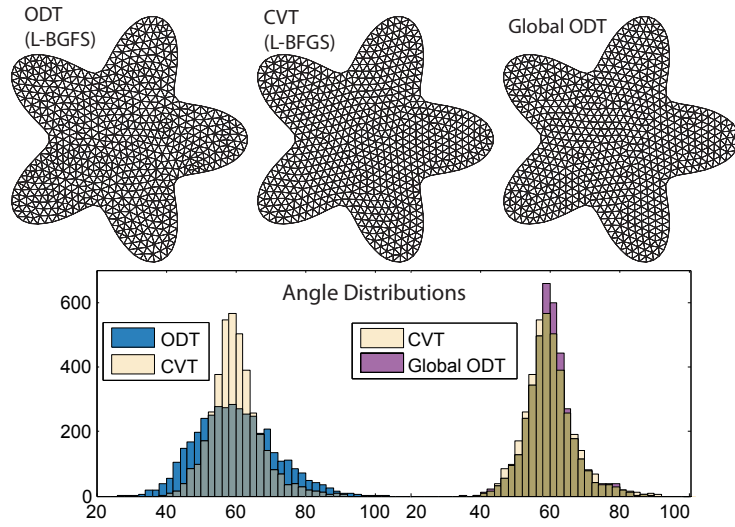 ODT
(L-BGFS)
CVT
(L-BFGS)
Global ODT
Angle Distributions
600
400
200
0
ODT
CVT
CVT
Global ODT
20 40 60 80 100 20 40 60 80 100